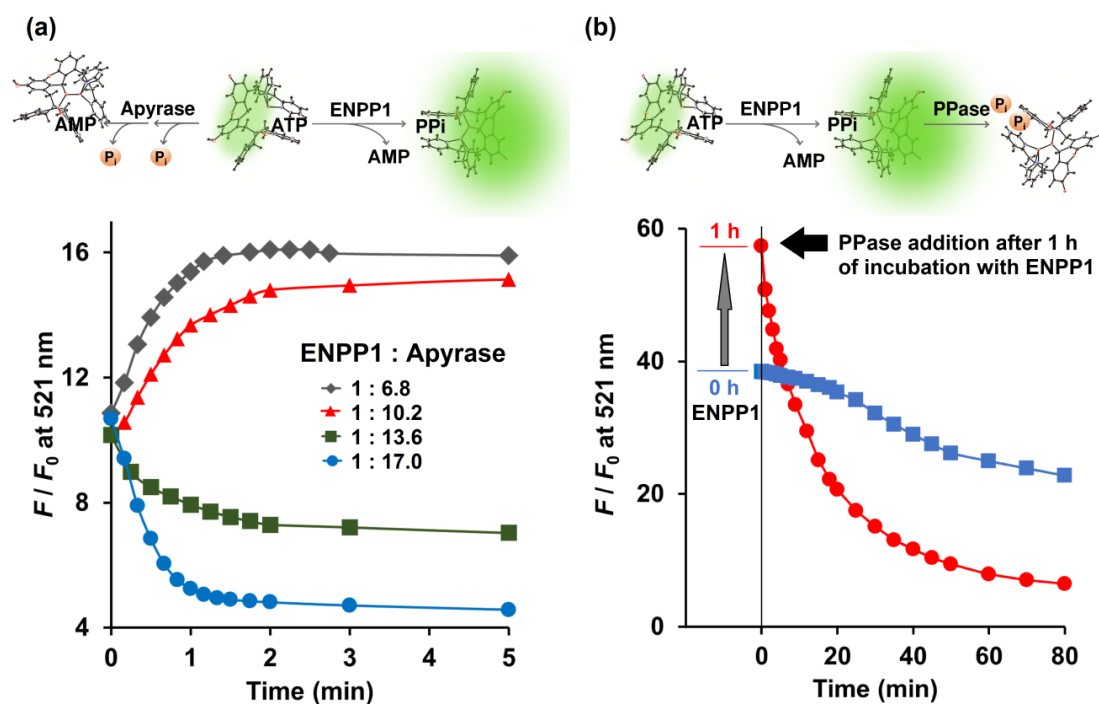 (a)
AMP
Apyrase
Pi
Pi
ATP
ENPP1
AMP
PPi
F / F0 at 521 nm
16
12
8
4
0
1
2
3
4
5
Time (min)
ENPP1 : Apyrase
1 : 6.8
1 : 10.2
1 : 13.6
1 : 17.0
(b)
ATP
ENPP1
AMP
PPi
PPase
Pi
Pi
F / F0 at 521 nm
60
40
20
0
1 h
0 h
ENPP1
PPase addition after 1 h
of incubation with ENPP1
0
20
40
60
80
Time (min)